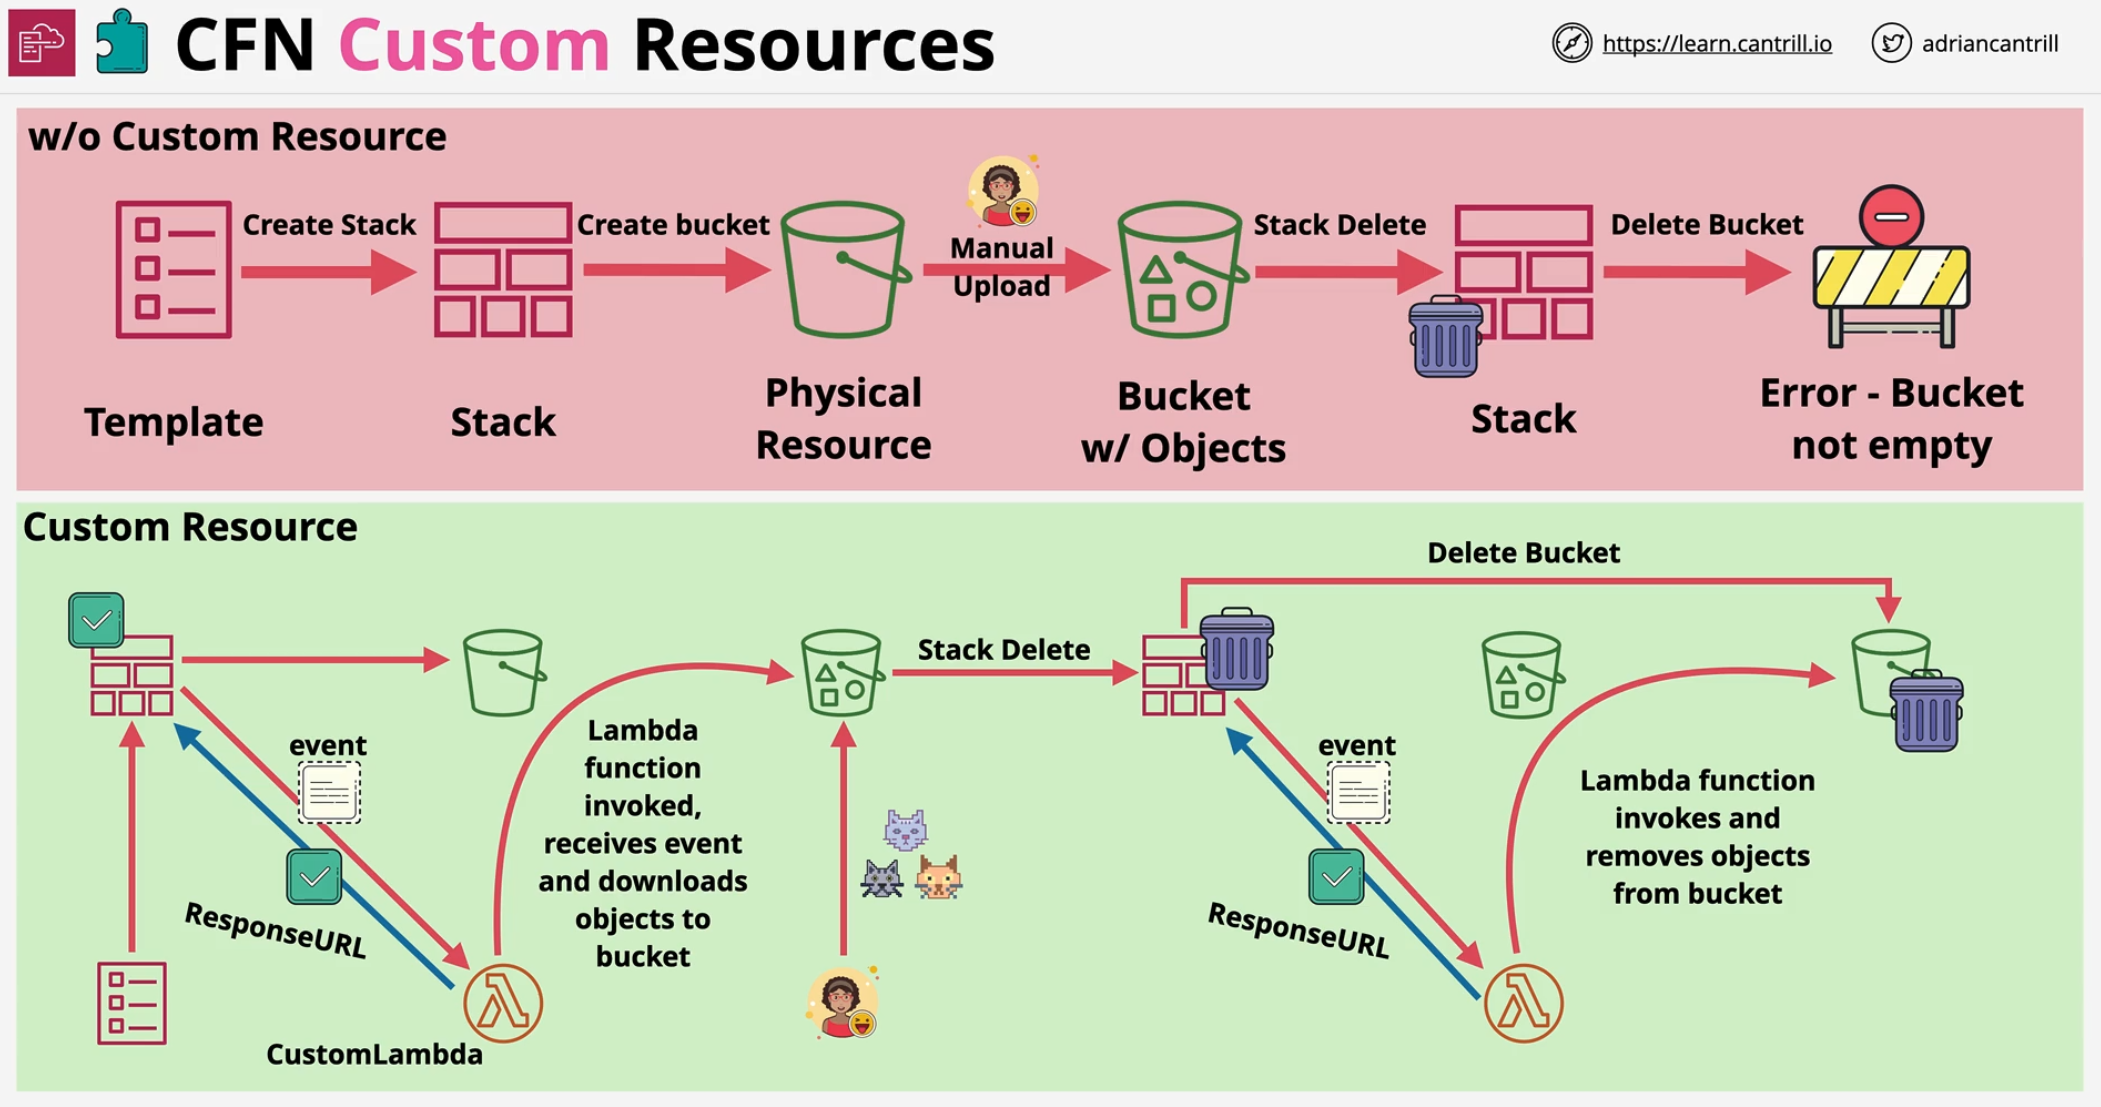 CFN Custom Resources
https://learn.cantrill.io
adriancantrill
w/o Custom Resource
Create Stack
Create bucket
Manual
Upload
Stack Delete
Delete Bucket
Template
Stack
Physical
Resource
Bucket
w/ Objects
Stack
Error - Bucket
not empty
Custom Resource
Delete Bucket
Stack Delete
event
Lambda
function
invoked,
receives event
and downloads
objects to
bucket
ResponseURL
CustomLambda
event
Lambda function
invokes and
removes objects
from bucket
ResponseURL